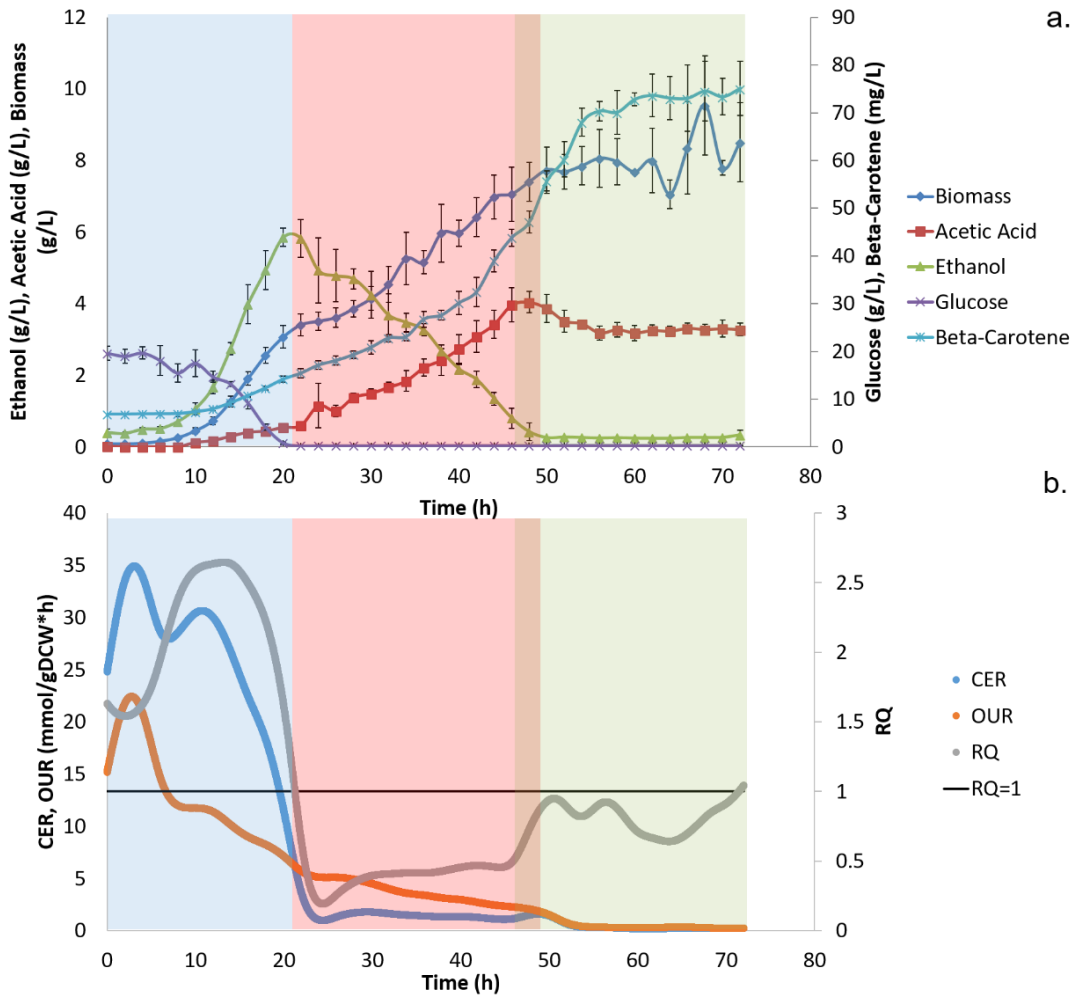 a.
12
10
8
6
4
2
0
Ethanol (g/L), Acetic Acid (g/L), Biomass
(g/L)
90
80
70
60
50
40
30
20
10
0
Glucose (g/L), Beta-Carotene (mg/L)
0 10 20 30 40 50 60 70 80
Time (h)
Biomass
Acetic Acid
Ethanol
Glucose
Beta-Carotene
b.
40
35
30
25
20
15
10
5
0
CER, OUR (mmol/gDCW*h)
3
2.5
2
1.5
1
0.5
0
RQ
0 10 20 30 40 50 60 70 80
Time (h)
CER
OUR
RQ
RQ=1